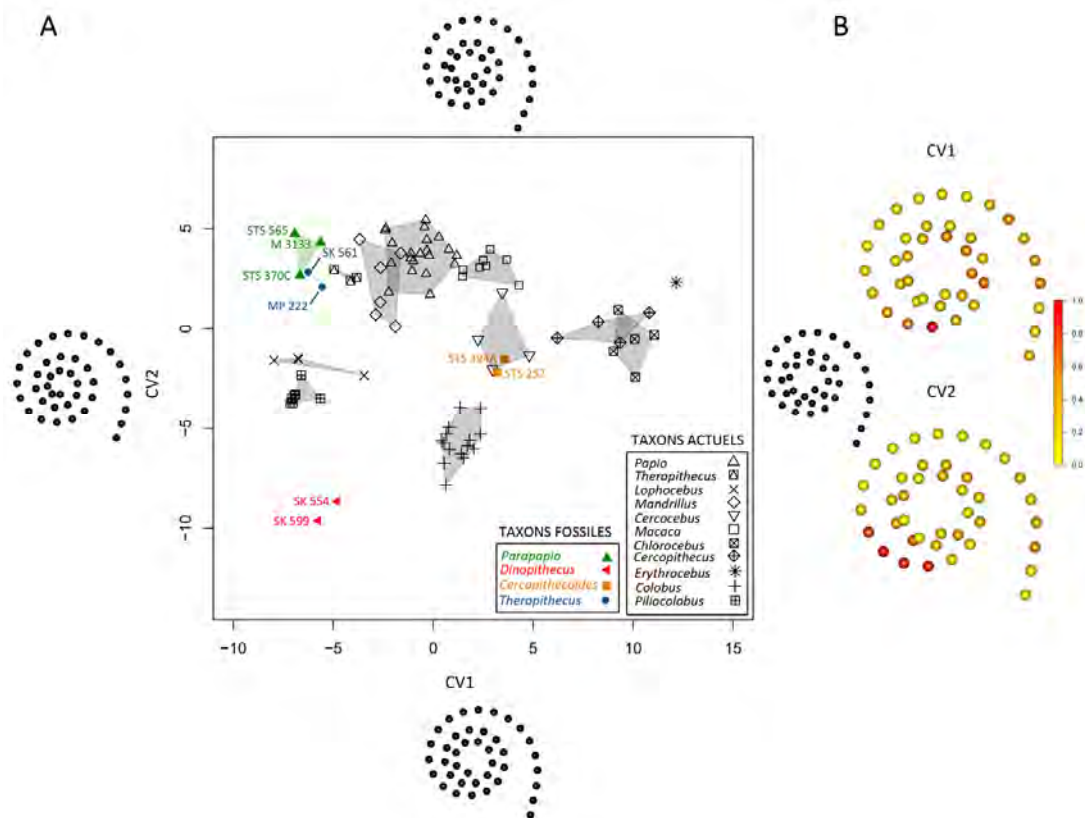 A
B
CV1
CV2
1.0
0.8
0.6
0.4
0.2
0.0
CV2
5
0
−5
−10
STS 565
M 3133
SK 561
STS 370C
MP 222
STS 394A
STS 252
SK 554
SK 599
TAXONS FOSSILES
Parapapio
Dinopithecus
Cercopithecoides
Therapithecus
TAXONS ACTUELS
Papio
Therapithecus
Lophocebus
Mandrillus
Cercocebus
Macaca
Chlorocebus
Cercopithecus
Erythrocebus
Colobus
Piliocolobus
−10
−5
0
5
10
15
CV1